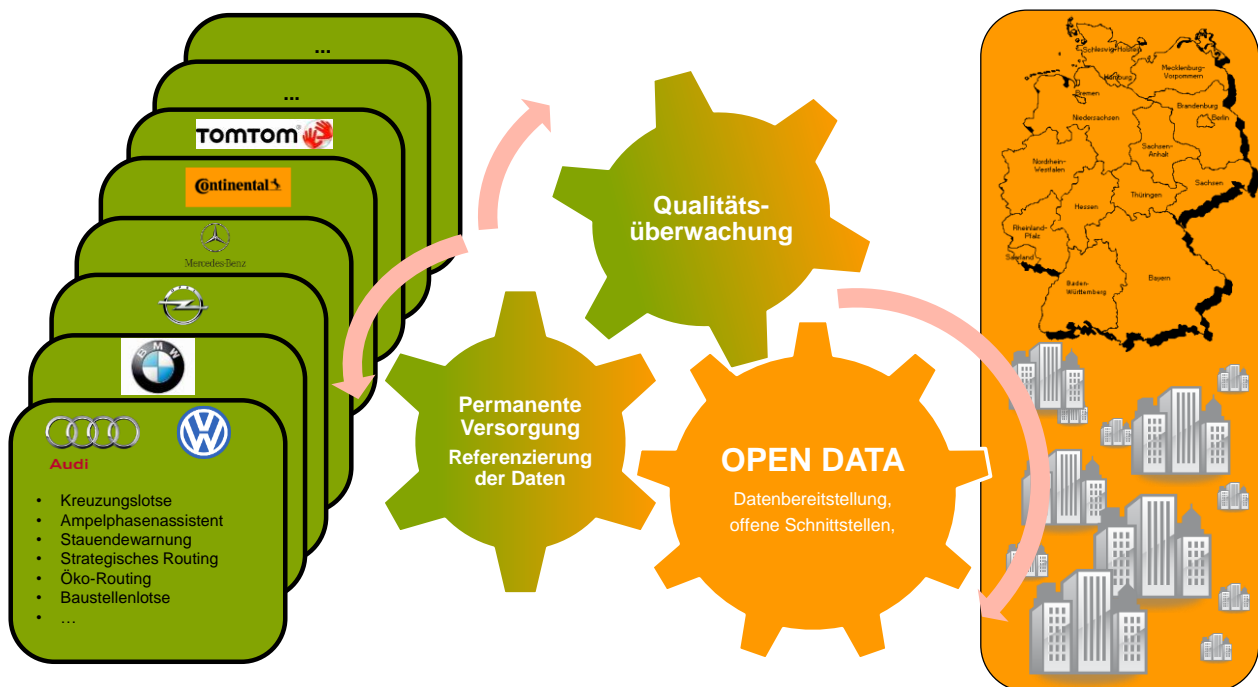 ...
...
TOMTOM
Continental
Mercedes-Benz
OPEL
BMW
Audi
VW
• Kreuzungslotse
• Ampelphasenassistent
• Stauendewarnung
• Strategisches Routing
• Öko-Routing
• Baustellenlotse
• …
Qualitäts-
überwachung
Permanente
Versorgung
Referenzierung
der Daten
OPEN DATA
Datenbereitstellung,
offene Schnittstellen,
Schleswig-Holstein
Mecklenburg-
Vorpommern
Hamburg
Bremen
Brandenburg
Berlin
Niedersachsen
Sachsen-
Anhalt
Nordrhein-
Westfalen
Sachsen
Thüringen
Hessen
Rheinland-
Pfalz
Saarland
Bayern
Baden-
Württemberg